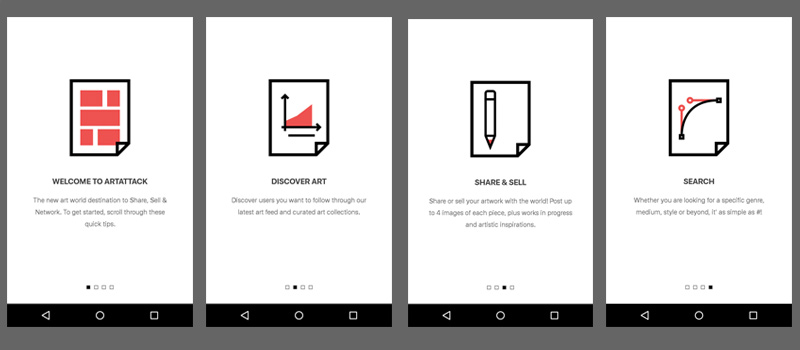 WELCOME TO ARTATTACK
The new art world destination to Share, Sell &
Network. To get started, scroll through these
quick tips.
DISCOVER ART
Discover users you want to follow through our
latest art feed and curated art collections.
SHARE & SELL
Share or sell your artwork with the world! Post up
to 4 images of each piece, plus works in progress
and artistic inspirations.
SEARCH
Whether you are looking for a specific genre,
medium, style or beyond, it' as simple as #!